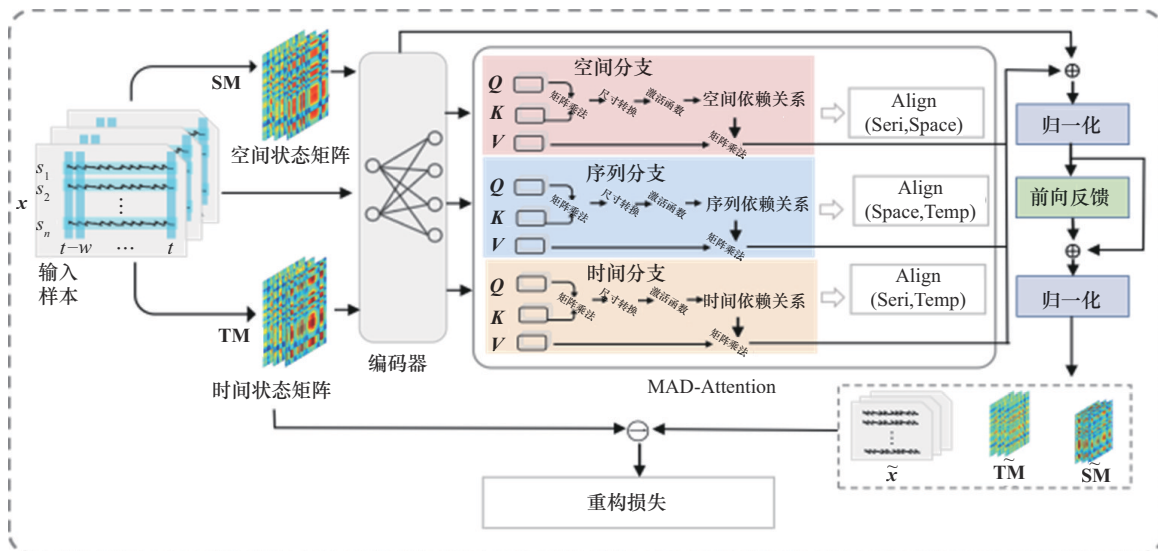 SM
空间状态矩阵
x
s1
s2
⋮
sn
t−w ⋯ t
输入
样本
TM
时间状态矩阵
编码器
空间分支
Q
K
V
矩阵乘法
尺寸转换
激活函数
空间依赖关系
矩阵乘法
Align
(Seri,Space)
序列分支
Q
K
V
矩阵乘法
尺寸转换
激活函数
序列依赖关系
矩阵乘法
Align
(Space,Temp)
时间分支
Q
K
V
矩阵乘法
尺寸转换
激活函数
时间依赖关系
矩阵乘法
Align
(Seri,Temp)
MAD-Attention
归一化
前向反馈
归一化
x̃
T͠M
S͠M
重构损失